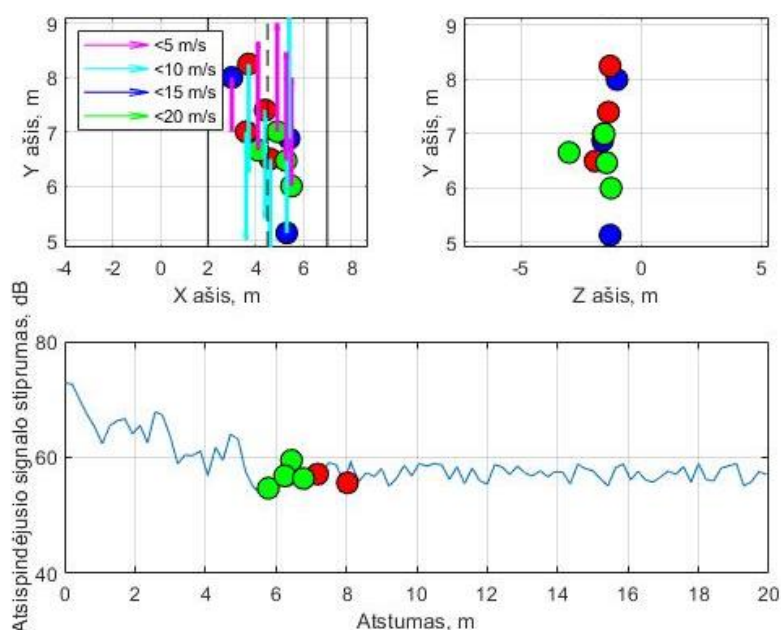 9
8
7
6
5
Y ašis, m
<5 m/s
<10 m/s
<15 m/s
<20 m/s
-4 -2 0 2 4 6 8
X ašis, m
9
8
7
6
5
Y ašis, m
-5 0 5
Z ašis, m
80
60
40
Atsispindėjusio signalo stiprumas, dB
0 2 4 6 8 10 12 14 16 18 20
Atstumas, m